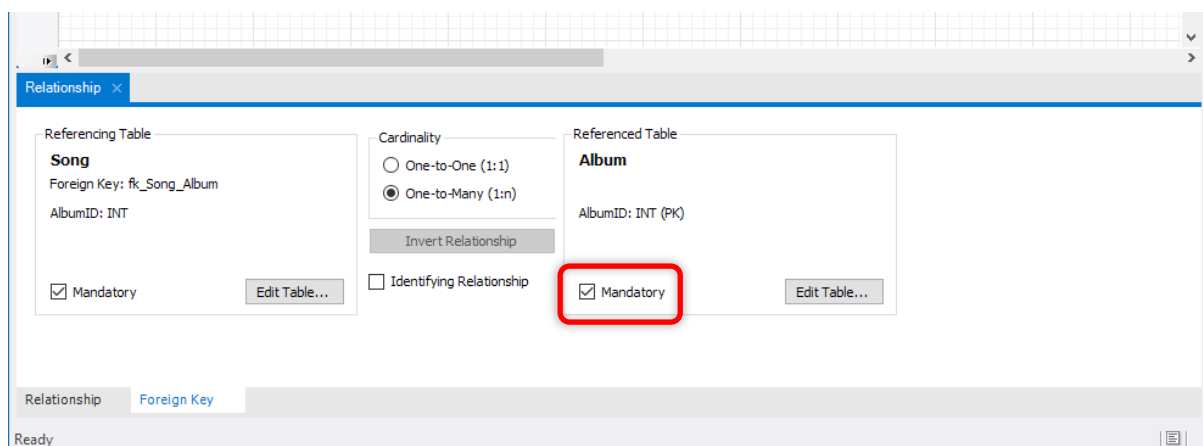 Relationship ×
Referencing Table
Song
Foreign Key: fk_Song_Album
AlbumID: INT
Mandatory
Edit Table...
Cardinality
One-to-One (1:1)
One-to-Many (1:n)
Invert Relationship
Identifying Relationship
Referenced Table
Album
AlbumID: INT (PK)
Mandatory
Edit Table...
Relationship
Foreign Key
Ready